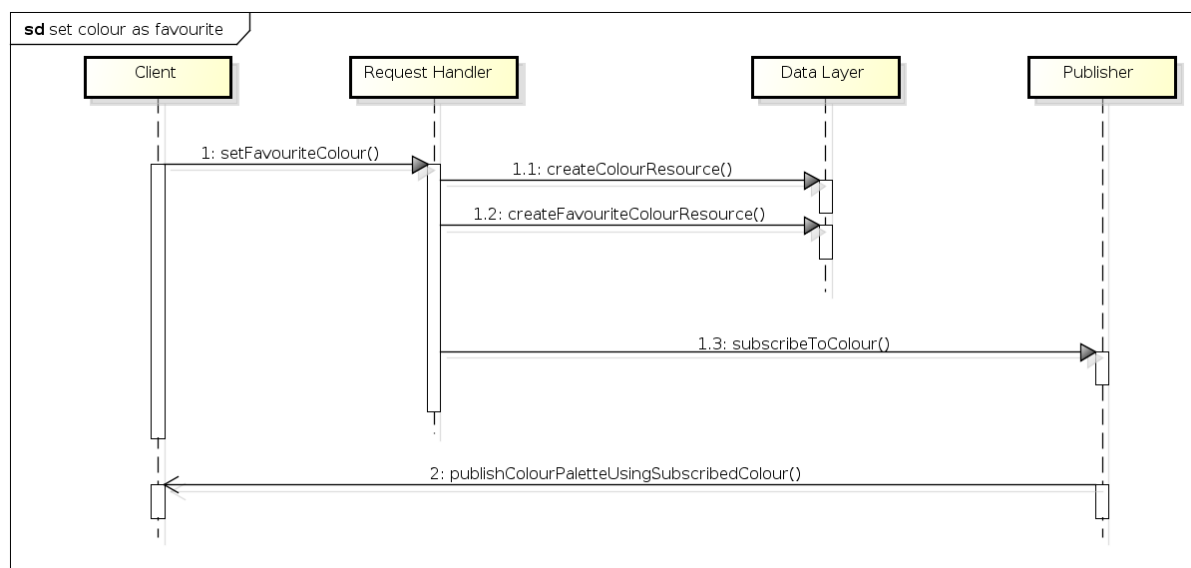 sd set colour as favourite
Client
Request Handler
Data Layer
Publisher
1: setFavouriteColour()
1.1: createColourResource()
1.2: createFavouriteColourResource()
1.3: subscribeToColour()
2: publishColourPaletteUsingSubscribedColour()